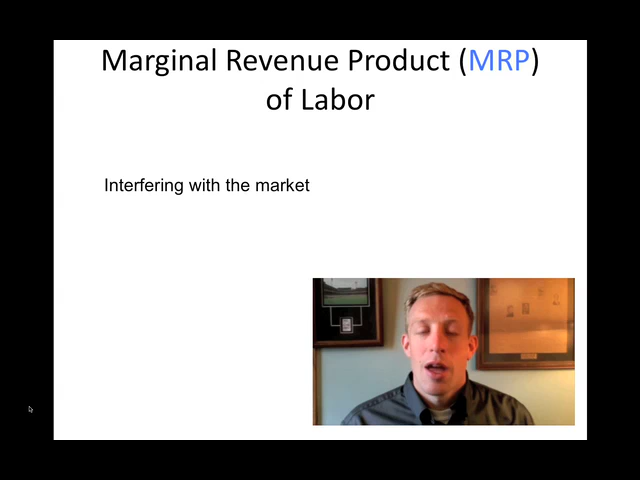 Marginal Revenue Product (MRP)
of Labor
Interfering with the market